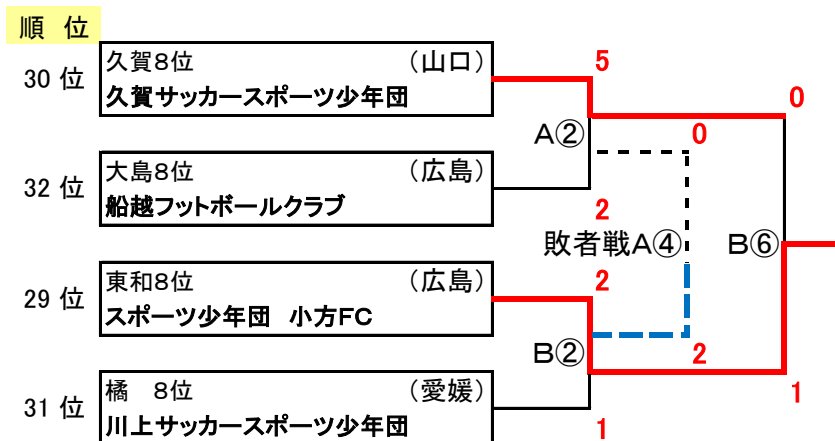 順 位
30 位
久賀8位 (山口)
久賀サッカースポーツ少年団
5
0
A②
0
32 位
大島8位 (広島)
船越フットボールクラブ
2
敗者戦A④
B⑥
29 位
東和8位 (広島)
スポーツ少年団 小方FC
2
B②
2
31 位
橘 8位 (愛媛)
川上サッカースポーツ少年団
1
1